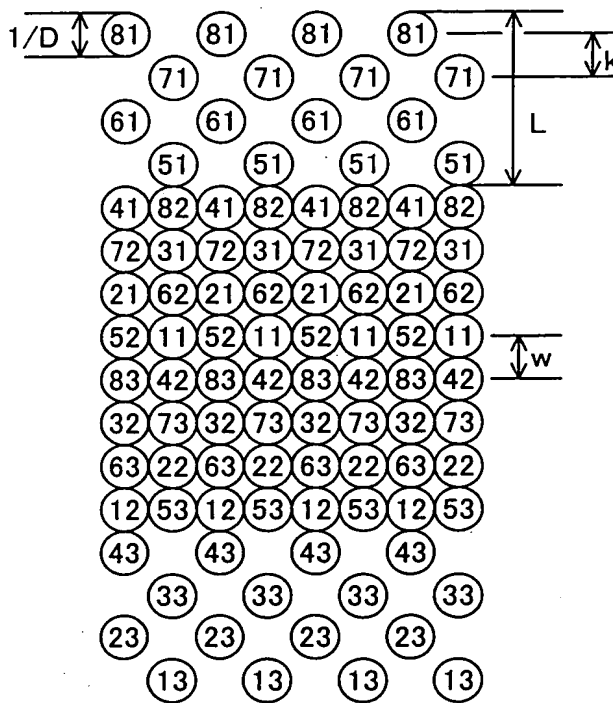 1/D 81 81 81 81
71 71 71 71 k
61 61 61 61 L
51 51 51 51
41 82 41 82 41 82 41 82
72 31 72 31 72 31 72 31
21 62 21 62 21 62 21 62
52 11 52 11 52 11 52 11
w
83 42 83 42 83 42 83 42
32 73 32 73 32 73 32 73
63 22 63 22 63 22 63 22
12 53 12 53 12 53 12 53
43 43 43 43
33 33 33 33
23 23 23 23
13 13 13 13